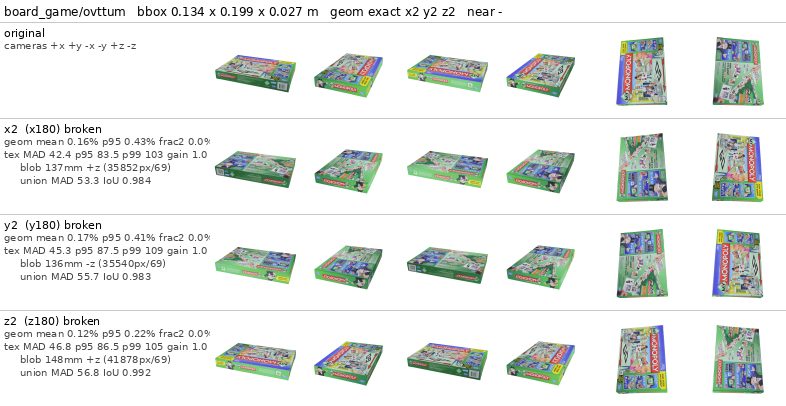 board_game/ovttum bbox 0.134 x 0.199 x 0.027 m geom exact x2 y2 z2 near -
original
cameras +x +y -x -y +z -z
MONOPOLY
x2 (x180) broken
geom mean 0.16% p95 0.43% frac2 0.0%
tex MAD 42.4 p95 83.5 p99 103 gain 1.0
blob 137mm +z (35852px/69)
union MAD 53.3 IoU 0.984
MONOPOLY
y2 (y180) broken
geom mean 0.17% p95 0.41% frac2 0.0%
tex MAD 45.3 p95 87.5 p99 109 gain 1.0
blob 136mm -z (35540px/69)
union MAD 55.7 IoU 0.983
MONOPOLY
z2 (z180) broken
geom mean 0.12% p95 0.22% frac2 0.0%
tex MAD 46.8 p95 86.5 p99 105 gain 1.0
blob 148mm +z (41878px/69)
union MAD 56.8 IoU 0.992
MONOPOLY